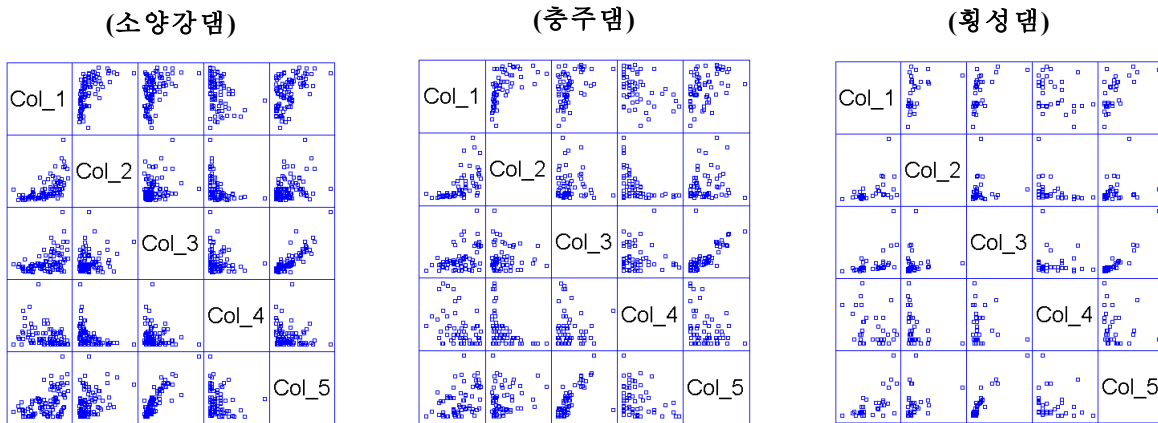 (소양강댐)
(충주댐)
(횡성댐)
Col_1
Col_2
Col_3
Col_4
Col_5
Col_1
Col_2
Col_3
Col_4
Col_5
Col_1
Col_2
Col_3
Col_4
Col_5